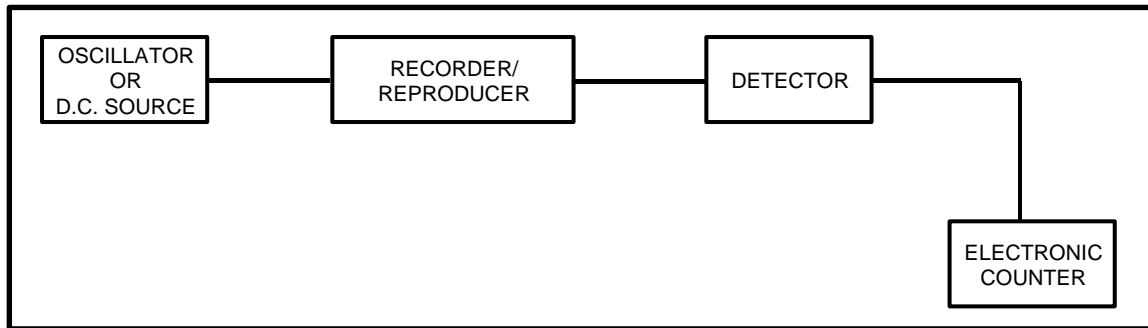 OSCILLATOR
OR
D.C. SOURCE
RECORDER/
REPRODUCER
DETECTOR
ELECTRONIC
COUNTER